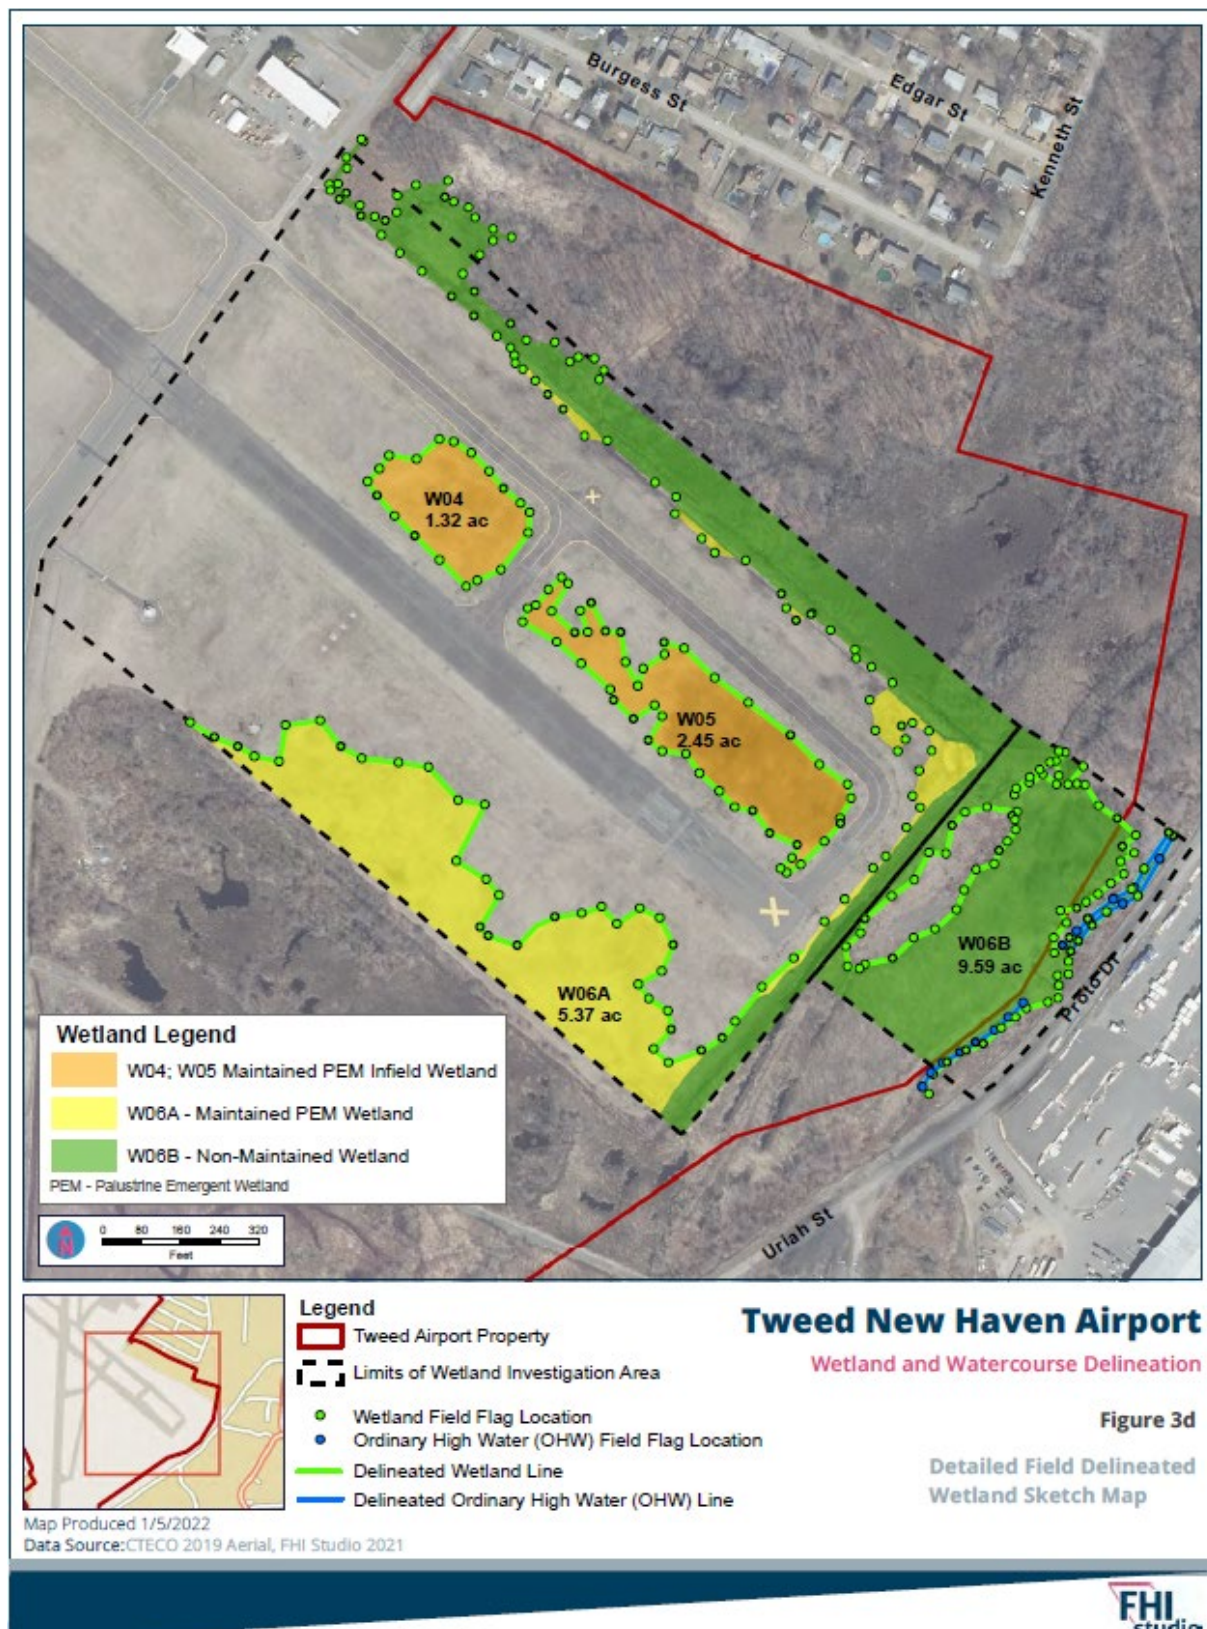 Burgess St
Edgar St
Kenneth St
W04
1.32 ac
W05
2.45 ac
W06B
9.59 ac
W06A
5.37 ac
Proto Dr
Uriah St
Wetland Legend
W04; W05 Maintained PEM Infield Wetland
W06A - Maintained PEM Wetland
W06B - Non-Maintained Wetland
PEM - Palustrine Emergent Wetland
N
0 80 160 240 320
Feet
Legend
Tweed Airport Property
Limits of Wetland Investigation Area
Wetland Field Flag Location
Ordinary High Water (OHW) Field Flag Location
Delineated Wetland Line
Delineated Ordinary High Water (OHW) Line
Tweed New Haven Airport
Wetland and Watercourse Delineation
Figure 3d
Detailed Field Delineated
Wetland Sketch Map
Map Produced 1/5/2022
Data Source:CTECO 2019 Aerial, FHI Studio 2021
FHI
studio